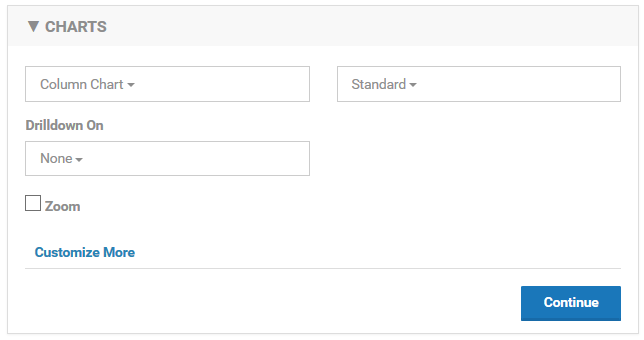 CHARTS
Column Chart
Standard
Drilldown On
None
Zoom
Customize More
Continue